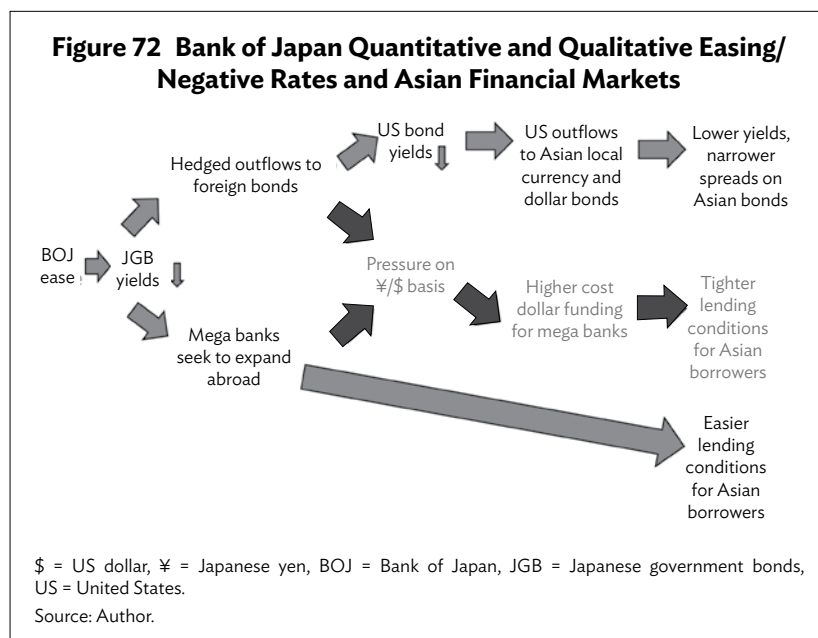 Figure 72 Bank of Japan Quantitative and Qualitative Easing/
Negative Rates and Asian Financial Markets
BOJ
ease
JGB
yields
Hedged outflows to
foreign bonds
US bond
yields
US outflows
to Asian local
currency and
dollar bonds
Lower yields,
narrower
spreads on
Asian bonds
Pressure on
¥/$ basis
Higher cost
dollar funding
for mega banks
Tighter
lending
conditions
for Asian
borrowers
Mega banks
seek to expand
abroad
Easier
lending
conditions
for Asian
borrowers
$ = US dollar, ¥ = Japanese yen, BOJ = Bank of Japan, JGB = Japanese government bonds,
US = United States.
Source: Author.